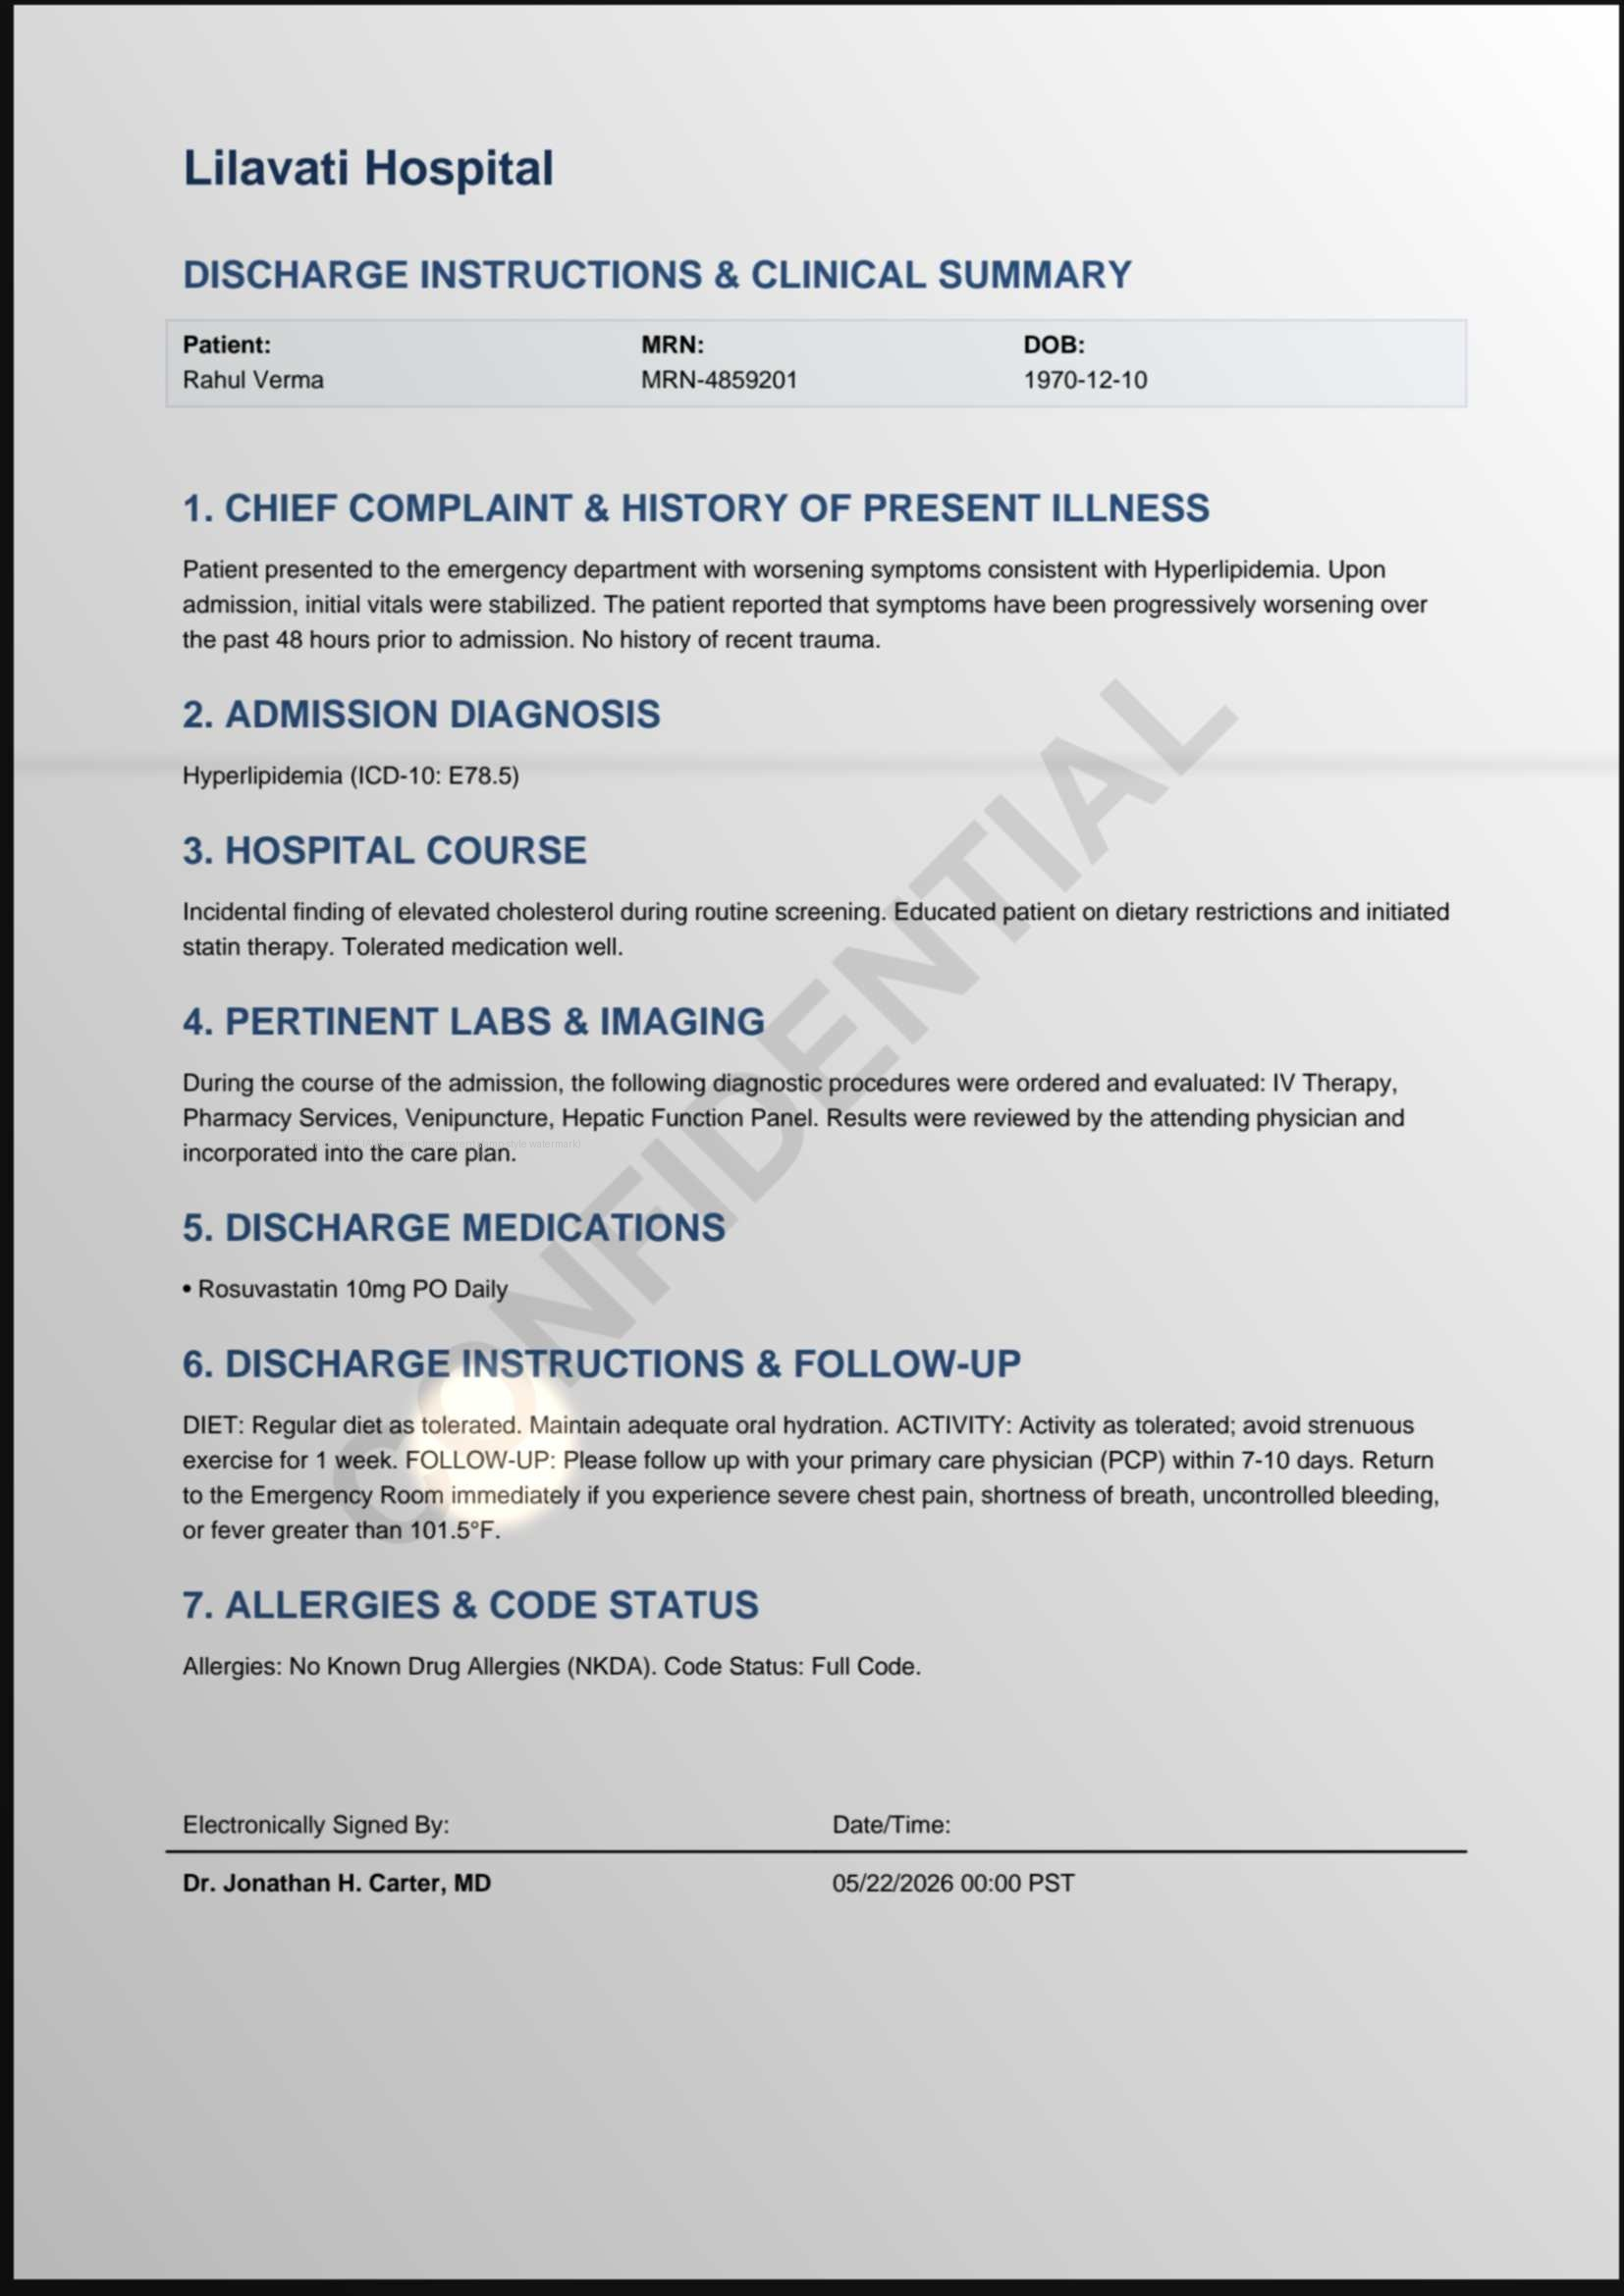 Lilavati Hospital
DISCHARGE INSTRUCTIONS & CLINICAL SUMMARY
Patient: MRN: DOB:
Rahul Verma MRN-4859201 1970-12-10
1. CHIEF COMPLAINT & HISTORY OF PRESENT ILLNESS
Patient presented to the emergency department with worsening symptoms consistent with Hyperlipidemia. Upon
admission, initial vitals were stabilized. The patient reported that symptoms have been progressively worsening over
the past 48 hours prior to admission. No history of recent trauma.
2. ADMISSION DIAGNOSIS
Hyperlipidemia (ICD-10: E78.5)
3. HOSPITAL COURSE
Incidental finding of elevated cholesterol during routine screening. Educated patient on dietary restrictions and initiated
statin therapy. Tolerated medication well.
4. PERTINENT LABS & IMAGING
During the course of the admission, the following diagnostic procedures were ordered and evaluated: IV Therapy,
Pharmacy Services, Venipuncture, Hepatic Function Panel. Results were reviewed by the attending physician and
watermark)
incorporated into the care plan.
5. DISCHARGE MEDICATIONS
• Rosuvastatin 10mg PO Daily
6. DISCHARGE INSTRUCTIONS & FOLLOW-UP
DIET: Regular diet as tolerated. Maintain adequate oral hydration. ACTIVITY: Activity as tolerated; avoid strenuous
exercise for 1 week. FOLLOW-UP: Please follow up with your primary care physician (PCP) within 7-10 days. Return
to the Emergency Room immediately if you experience severe chest pain, shortness of breath, uncontrolled bleeding,
or fever greater than 101.5°F.
7. ALLERGIES & CODE STATUS
Allergies: No Known Drug Allergies (NKDA). Code Status: Full Code.
Electronically Signed By: Date/Time:
Dr. Jonathan H. Carter, MD 05/22/2026 00:00 PST
CONFIDENTIAL